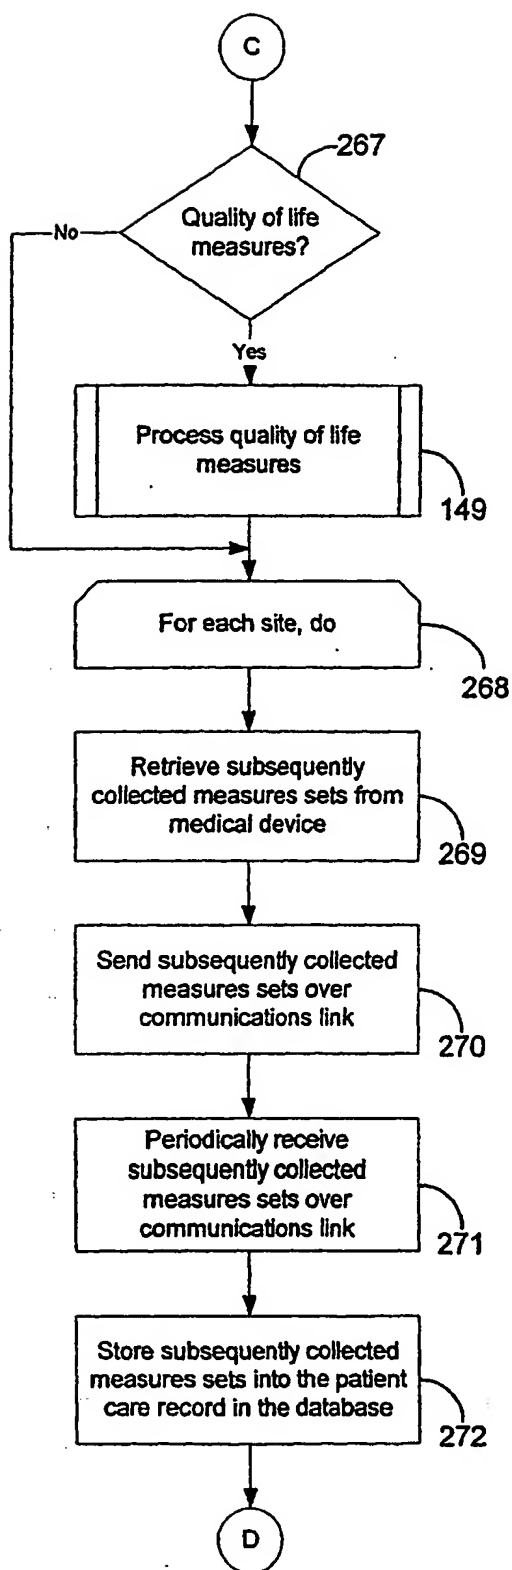 C
267
Quality of life
measures?
No
Yes
Process quality of life
measures
149
For each site, do
268
Retrieve subsequently
collected measures sets from
medical device
269
Send subsequently collected
measures sets over
communications link
270
Periodically receive
subsequently collected
measures sets over
communications link
271
Store subsequently collected
measures sets into the patient
care record in the database
272
D